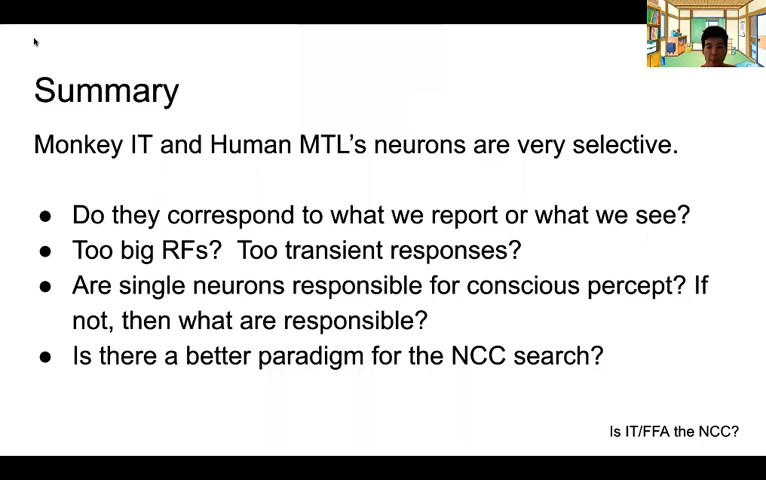 Summary
Monkey IT and Human MTL's neurons are very selective.
● Do they correspond to what we report or what we see?
● Too big RFs? Too transient responses?
● Are single neurons responsible for conscious percept? If
not, then what are responsible?
● Is there a better paradigm for the NCC search?
Is IT/FFA the NCC?